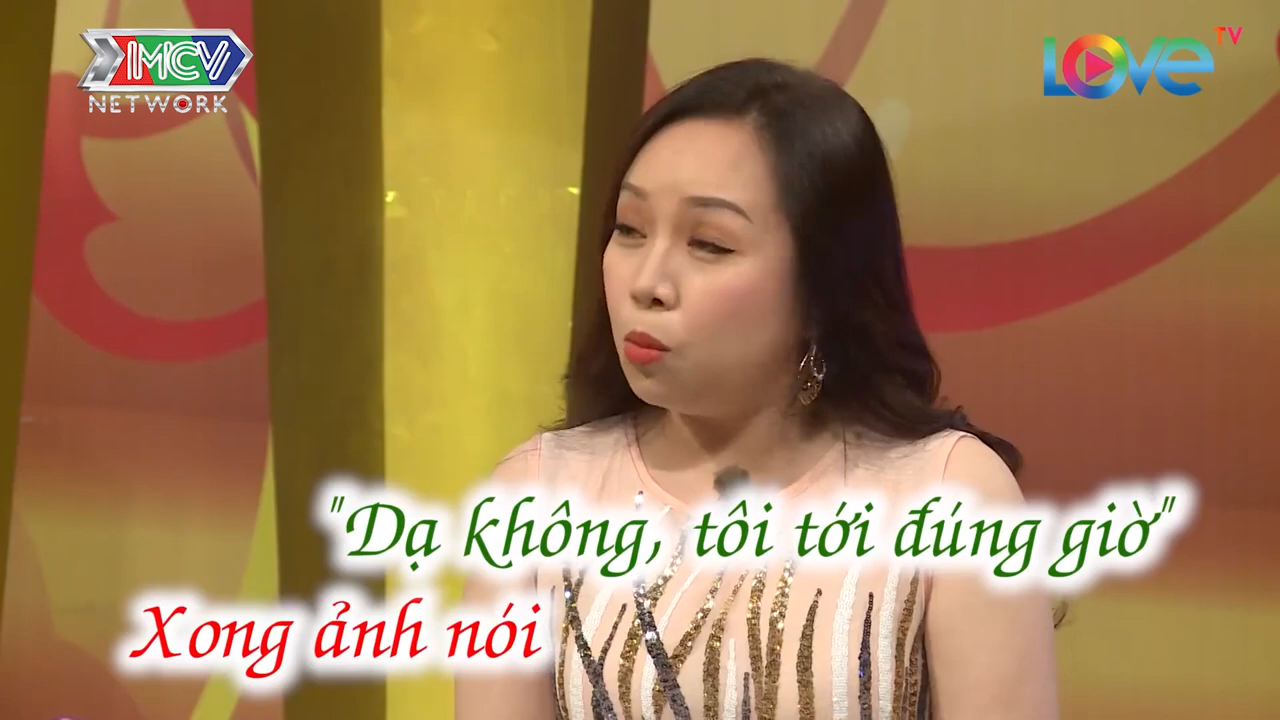 MCV
NETWORK
LOVE TV
"Dạ không, tôi tới đúng giờ"
Xong ảnh nói